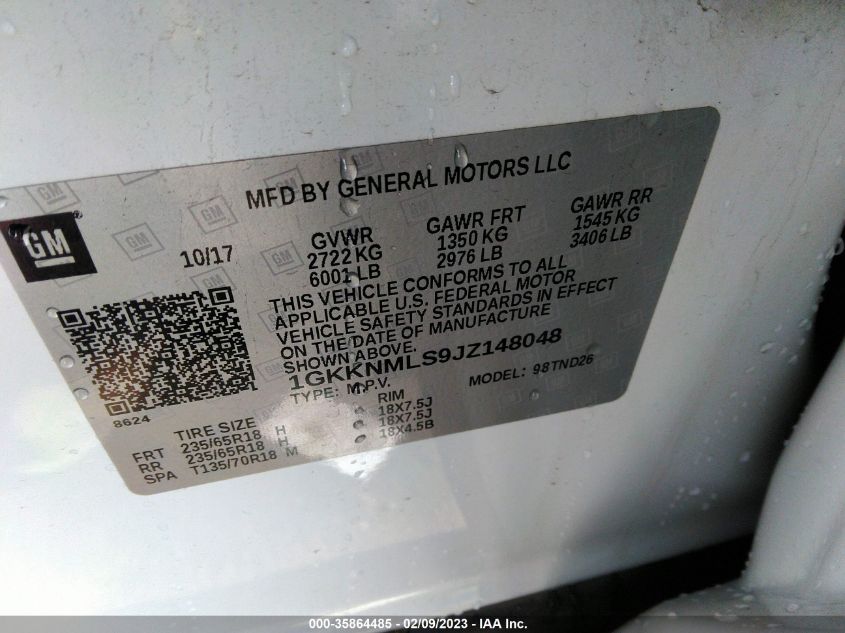 MFD BY GENERAL MOTORS LLC
GM
10/17
GVWR
2722 KG
6001 LB
GAWR FRT
1350 KG
2976 LB
GAWR RR
1545 KG
3406 LB
THIS VEHICLE CONFORMS TO ALL
APPLICABLE U.S. FEDERAL MOTOR
VEHICLE SAFETY STANDARDS IN EFFECT
ON THE DATE OF MANUFACTURE
SHOWN ABOVE.
1GKKNMLS9JZ148048
TYPE: M.P.V.
MODEL: 98TND26
8624
TIRE SIZE
RIM
FRT 235/65R18 H 18X7.5J
RR 235/65R18 H 18X7.5J
SPA T135/70R18 M 18X4.5B
000-35864485 - 02/09/2023 - IAA Inc.